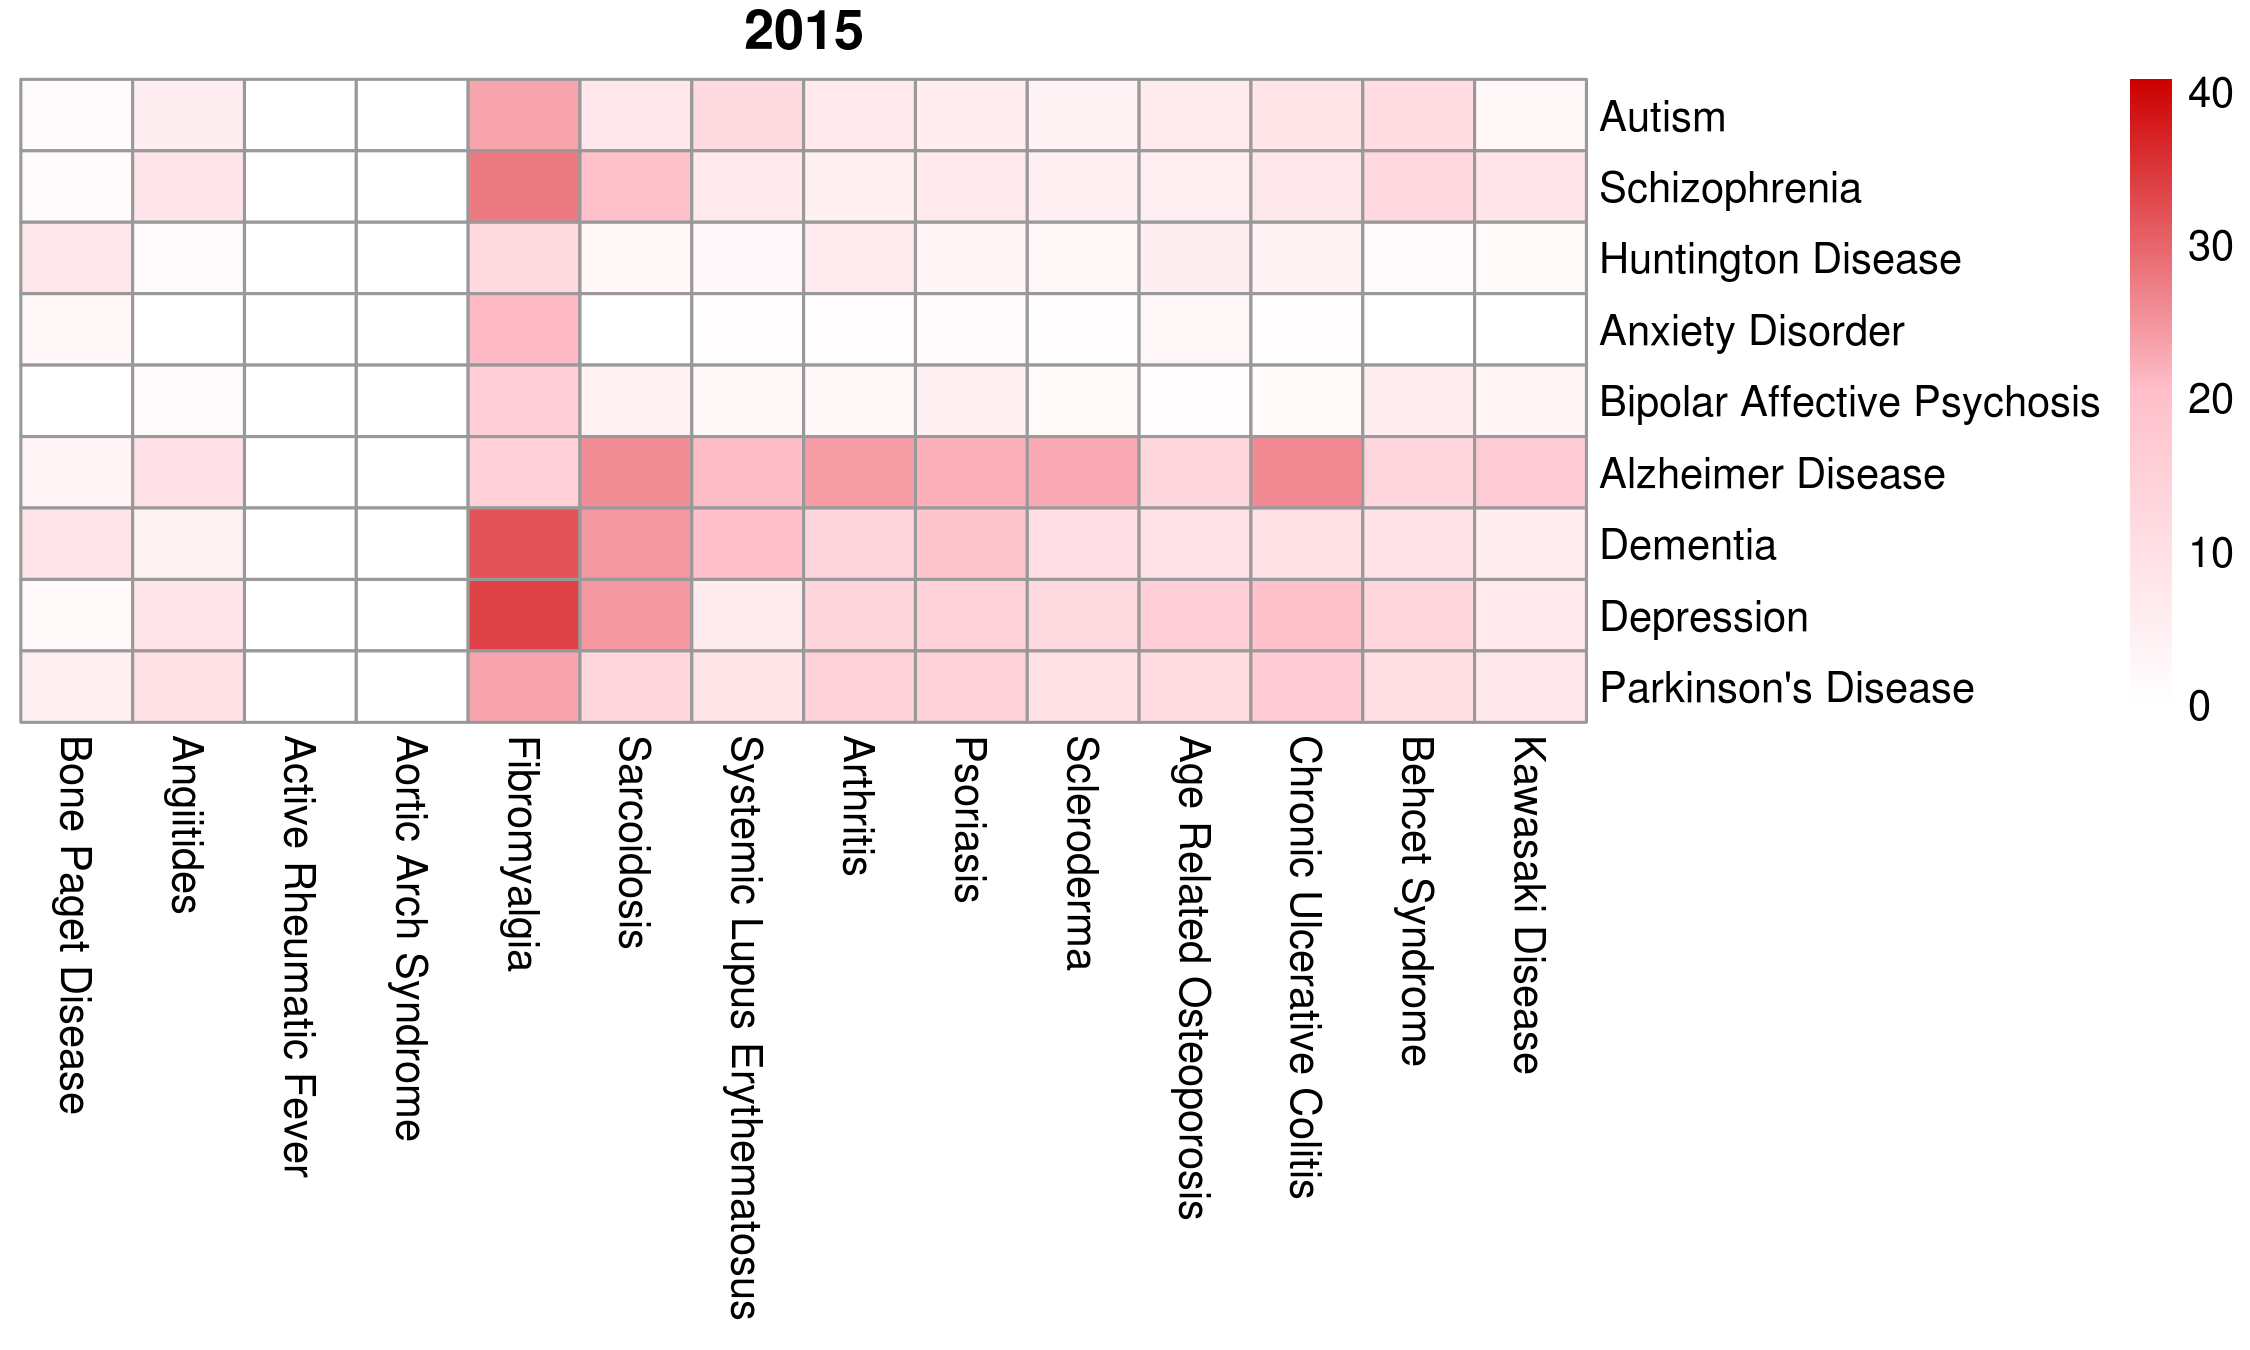 2015
Autism
Schizophrenia
Huntington Disease
Anxiety Disorder
Bipolar Affective Psychosis
Alzheimer Disease
Dementia
Depression
Parkinson's Disease
40
30
20
10
0
Bone Paget Disease
Angiitides
Active Rheumatic Fever
Aortic Arch Syndrome
Fibromyalgia
Sarcoidosis
Systemic Lupus Erythematosus
Arthritis
Psoriasis
Scleroderma
Age Related Osteoporosis
Chronic Ulcerative Colitis
Behcet Syndrome
Kawasaki Disease